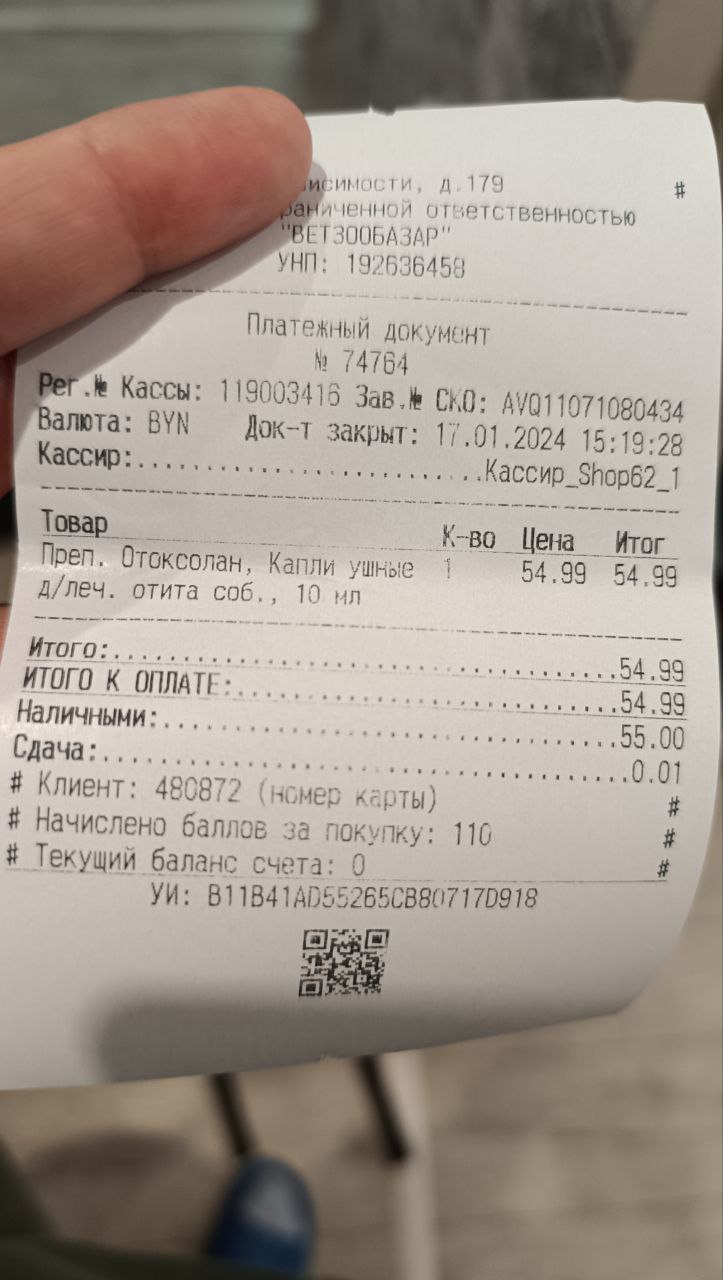 д.179 #
ответственностью
"ВЕТЗООБАЗАР"
УНП: 192636458
Платежный документ
№ 74764
Рег.№ Кассы: 119003416 Зав.№ СКО: AVQ11071080434
Валюта: BYN Док-т закрыт: 17.01.2024 15:19:28
Кассир:..............................Кассир_Shop62_1
Товар К-во Цена Итог
Преп. Отоксолан, Капли ушные 1 54.99 54.99
д/леч. отита соб., 10 мл
Итого:........................................54.99
ИТОГО К ОПЛАТЕ:...............................54.99
Наличными:....................................55.00
Сдача:.........................................0.01
# Клиент: 480872 (номер карты) #
# Начислено баллов за покупку: 110 #
# Текущий баланс счета: 0 #
УИ: B11B41AD55265CB80717D918